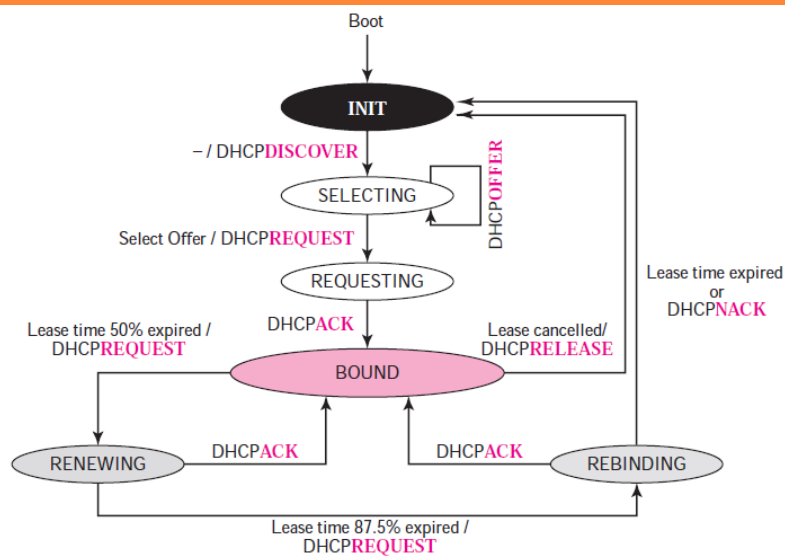 Boot
INIT
– / DHCPDISCOVER
SELECTING
DHCPOFFER
Select Offer / DHCPREQUEST
REQUESTING
Lease time expired
or
DHCPNACK
DHCPACK
Lease time 50% expired /
DHCPREQUEST
Lease cancelled/
DHCPRELEASE
BOUND
DHCPACK
DHCPACK
RENEWING
REBINDING
Lease time 87.5% expired /
DHCPREQUEST